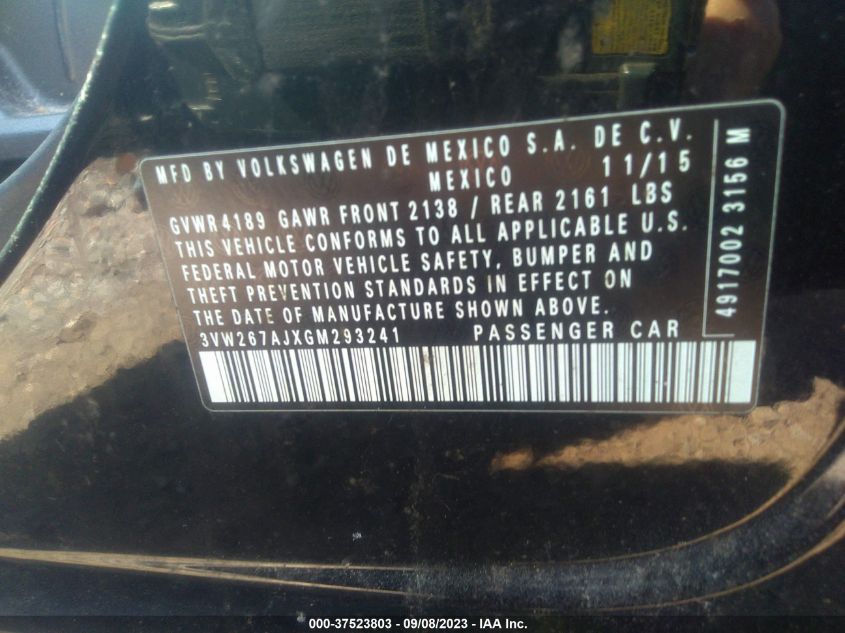 MFD BY VOLKSWAGEN DE MEXICO S.A. DE C.V.
MEXICO 11/15
GVWR 4189 GAWR FRONT 2138 / REAR 2161 LBS
THIS VEHICLE CONFORMS TO ALL APPLICABLE U.S.
FEDERAL MOTOR VEHICLE SAFETY, BUMPER AND
THEFT PREVENTION STANDARDS IN EFFECT ON
THE DATE OF MANUFACTURE SHOWN ABOVE.
3VW267AJXGM293241 PASSENGER CAR
4917002 3156 M
000-37523803 - 09/08/2023 - IAA Inc.